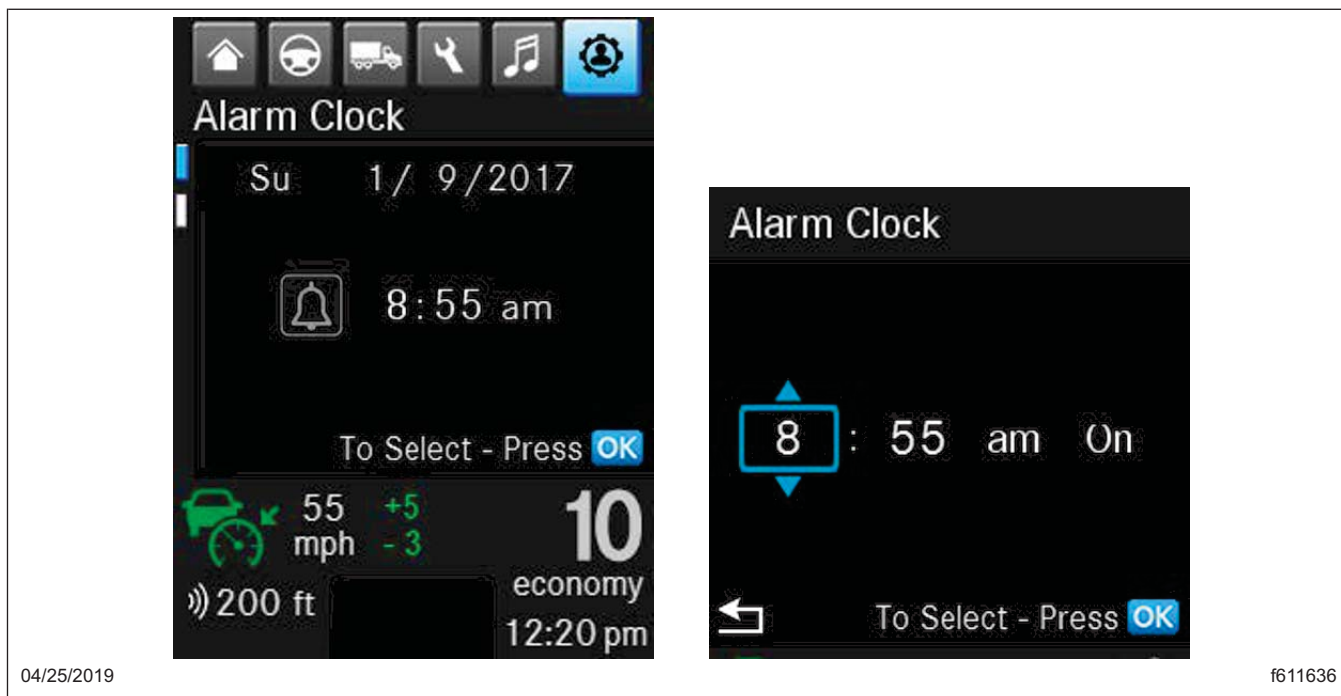 Alarm Clock
Su 1/ 9/2017
8:55 am
To Select - Press OK
55 +5
mph - 3
10
economy
200 ft
12:20 pm
Alarm Clock
8 : 55 am On
To Select - Press OK
04/25/2019
f611636